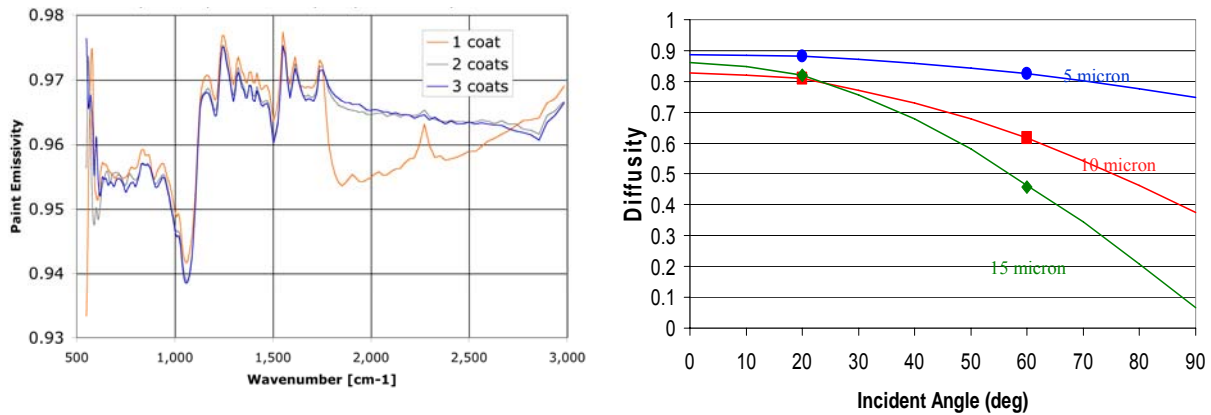 0.98
0.97
0.96
0.95
0.94
0.93
Paint Emissivity
1 coat
2 coats
3 coats
500 1,000 1,500 2,000 2,500 3,000
Wavenumber [cm-1]
1
0.9
0.8
0.7
0.6
0.5
0.4
0.3
0.2
0.1
0
Diffusity
5 micron
10 micron
15 micron
0 10 20 30 40 50 60 70 80 90
Incident Angle (deg)